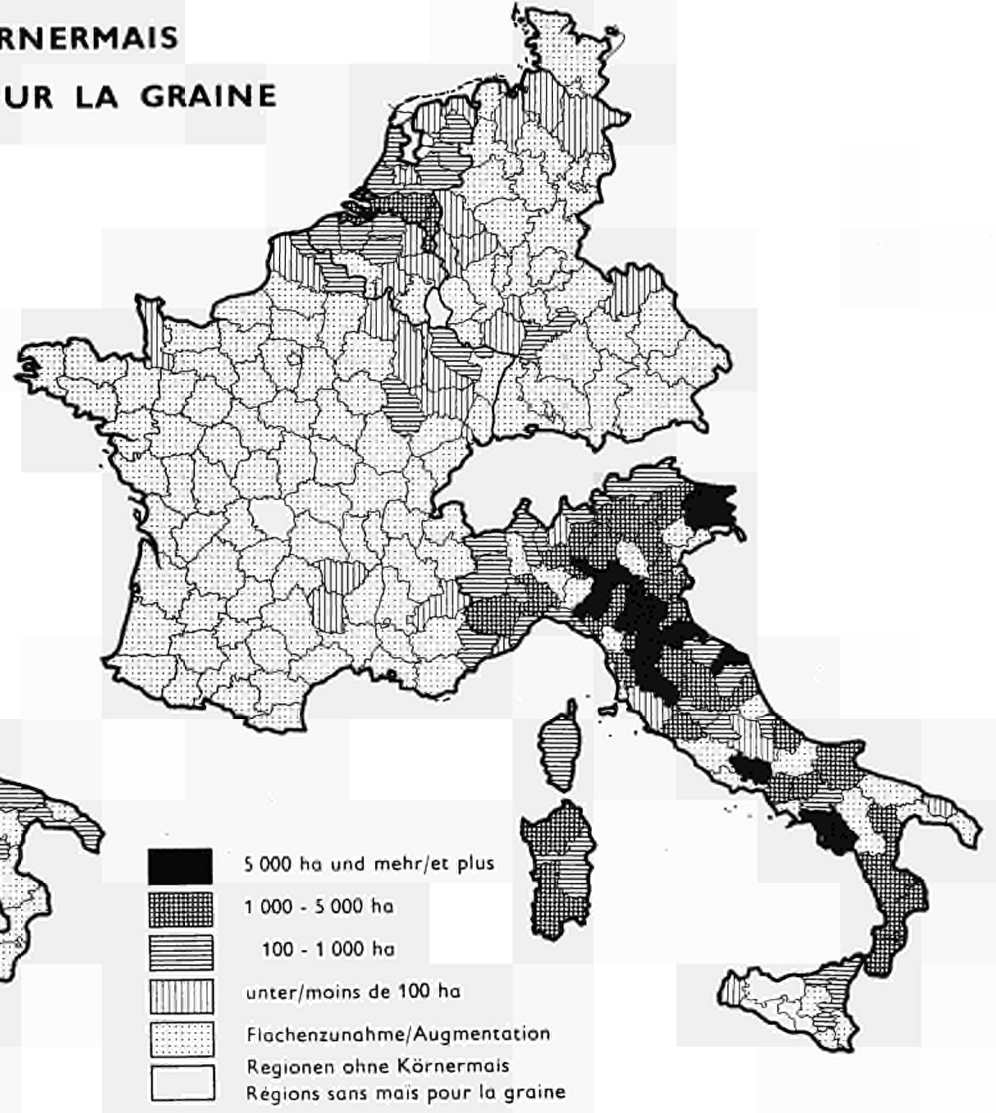 RNERMAIS
UR LA GRAINE
5 000 ha und mehr/et plus
1 000 - 5 000 ha
100 - 1 000 ha
unter/moins de 100 ha
Flachenzunahme/Augmentation
Regionen ohne Körnermais
Régions sans maïs pour la graine